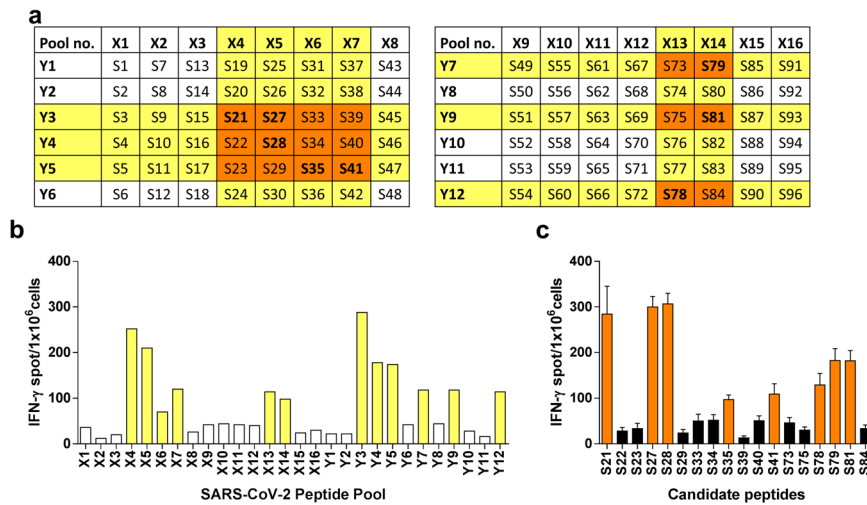 a
Pool no. X1 X2 X3 X4 X5 X6 X7 X8
Y1 S1 S7 S13 S19 S25 S31 S37 S43
Y2 S2 S8 S14 S20 S26 S32 S38 S44
Y3 S3 S9 S15 S21 S27 S33 S39 S45
Y4 S4 S10 S16 S22 S28 S34 S40 S46
Y5 S5 S11 S17 S23 S29 S35 S41 S47
Y6 S6 S12 S18 S24 S30 S36 S42 S48
Pool no. X9 X10 X11 X12 X13 X14 X15 X16
Y7 S49 S55 S61 S67 S73 S79 S85 S91
Y8 S50 S56 S62 S68 S74 S80 S86 S92
Y9 S51 S57 S63 S69 S75 S81 S87 S93
Y10 S52 S58 S64 S70 S76 S82 S88 S94
Y11 S53 S59 S65 S71 S77 S83 S89 S95
Y12 S54 S60 S66 S72 S78 S84 S90 S96
b
IFN-γ spot/1x10⁶cells
400
300
200
100
0
X1 X2 X3 X4 X5 X6 X7 X8 X9 X10 X11 X12 X13 X14 X15 X16 Y1 Y2 Y3 Y4 Y5 Y6 Y7 Y8 Y9 Y10 Y11 Y12
SARS-CoV-2 Peptide Pool
c
IFN-γ spot/1x10⁶cells
400
300
200
100
0
S21 S22 S23 S27 S28 S29 S33 S34 S35 S39 S40 S41 S73 S75 S78 S79 S81 S84
Candidate peptides